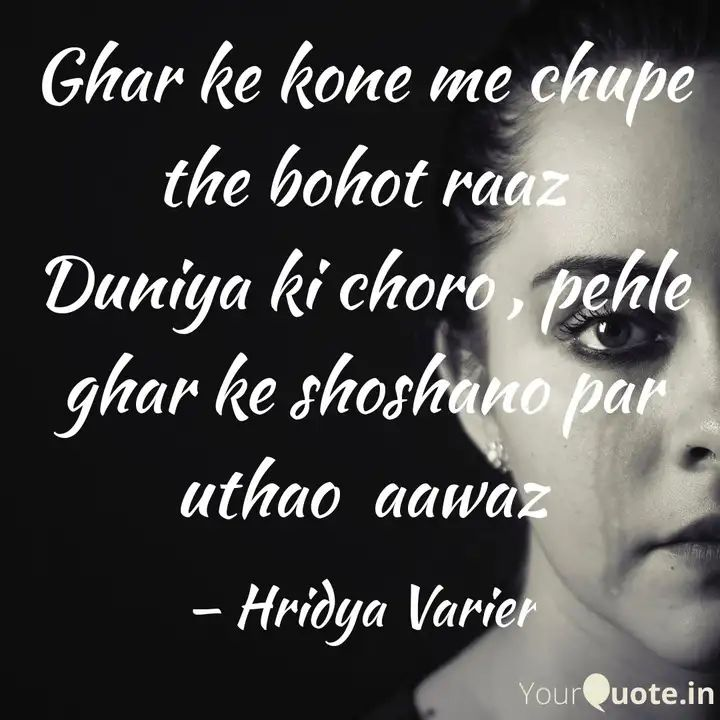 Ghar ke kone me chupe
the bohot raaz
Duniya ki choro , pehle
ghar ke shoshano par
uthao aawaz
– Hridya Varier
YourQuote.in